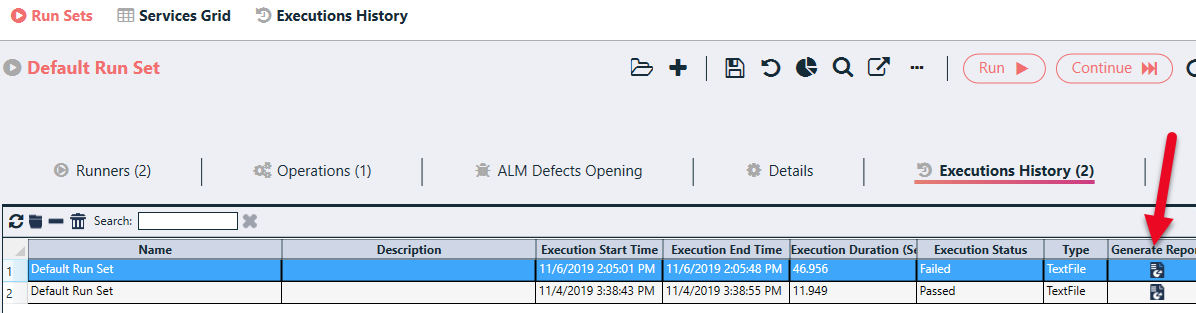 Run Sets Services Grid Executions History
Default Run Set Run Continue
Runners (2) Operations (1) ALM Defects Opening Details Executions History (2)
Search:
Name Description Execution Start Time Execution End Time Execution Duration (Se Execution Status Type Generate Repor
1 Default Run Set 11/6/2019 2:05:01 PM 11/6/2019 2:05:48 PM 46.956 Failed TextFile
2 Default Run Set 11/4/2019 3:38:43 PM 11/4/2019 3:38:55 PM 11.949 Passed TextFile